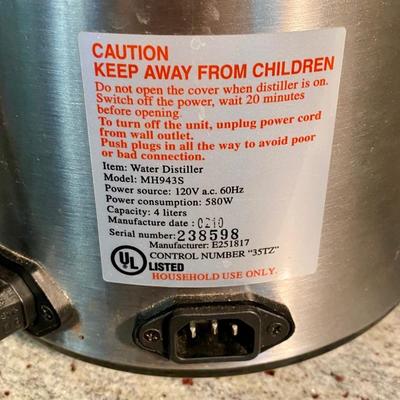 CAUTION
KEEP AWAY FROM CHILDREN
Do not open the cover when distiller is on.
Switch off the power, wait 20 minutes
before opening.
To turn off the unit, unplug power cord
from wall outlet.
Push plugs in all the way to avoid poor
or bad connection.
Item: Water Distiller
Model: MH943S
Power source: 120V a.c. 60Hz
Power consumption: 580W
Capacity: 4 liters
Manufacture date : 0210
Serial number: 238598
Manufacturer: E251817
CONTROL NUMBER "35TZ"
UL LISTED
HOUSEHOLD USE ONLY.